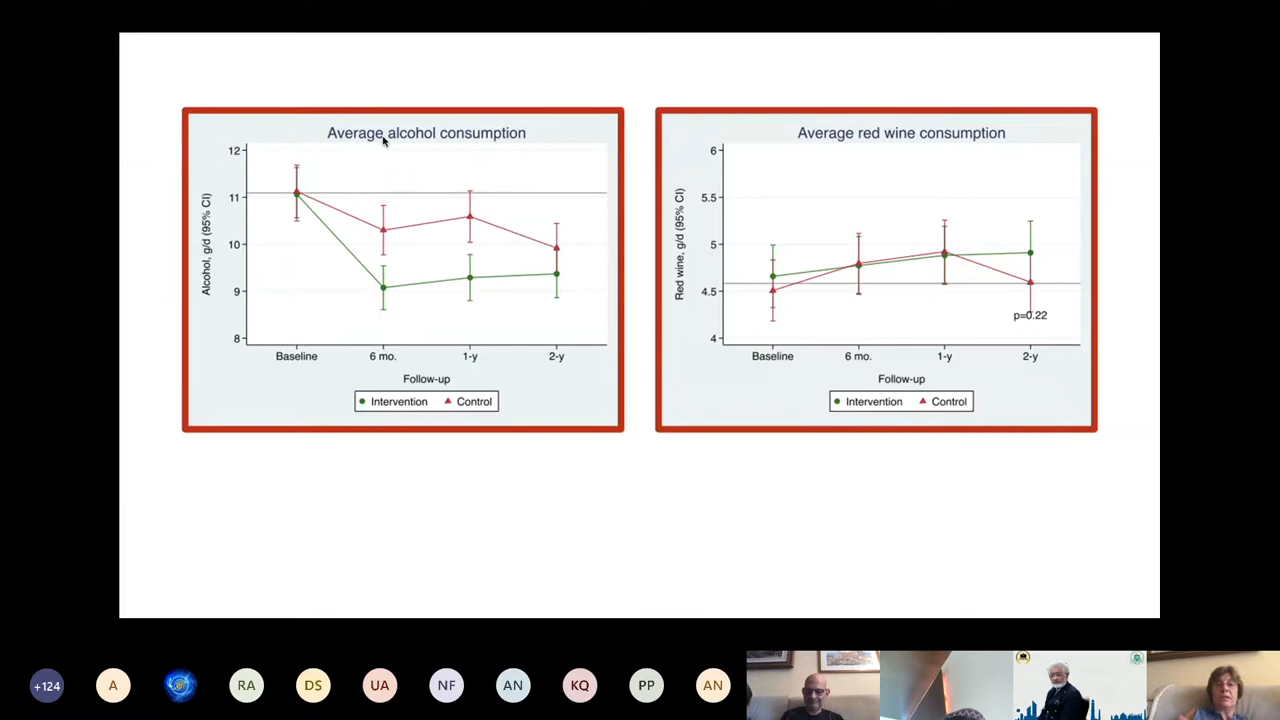 Average alcohol consumption
12
11
10
9
8
Alcohol, g/d (95% CI)
Baseline 6 mo. 1-y 2-y
Follow-up
Intervention Control
Average red wine consumption
6
5.5
5
4.5
4
Red wine, g/d (95% CI)
p=0.22
Baseline 6 mo. 1-y 2-y
Follow-up
Intervention Control
+124 A RA DS UA NF AN KQ PP AN